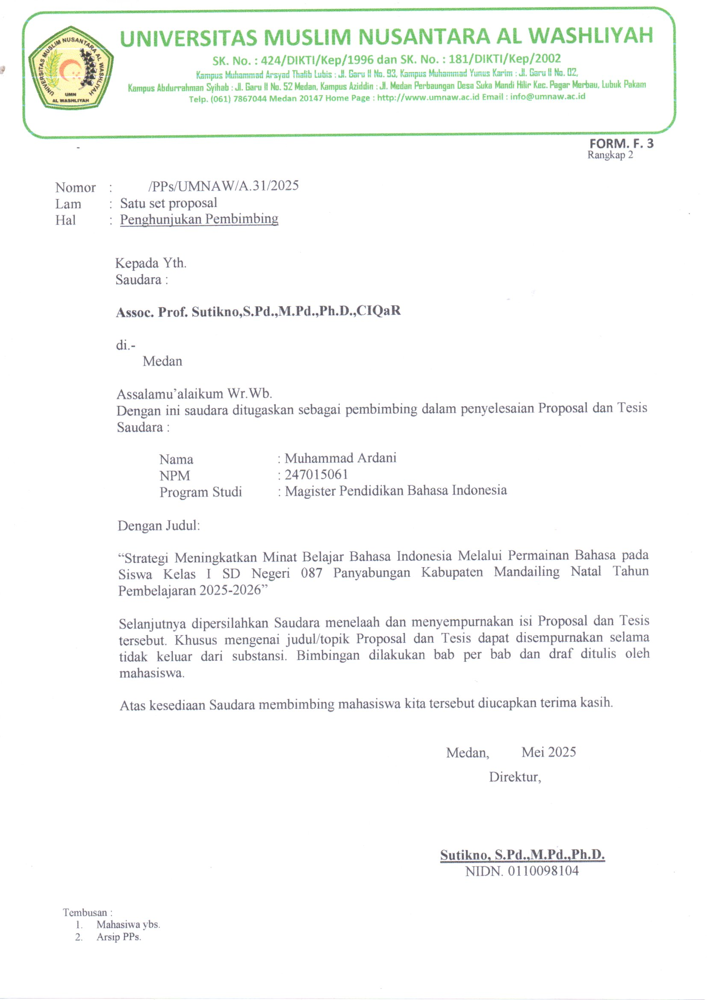 UNIVERSITAS MUSLIM NUSANTARA AL WASHLIYAH
UMN
AL WASHLIYAH
UNIVERSITAS MUSLIM NUSANTARA AL WASHLIYAH
SK. No. : 424/DIKTI/Kep/1996 dan SK. No. : 181/DIKTI/Kep/2002
Kampus Muhammad Arsyad Thalib Lubis : Jl. Garu II No. 93, Kampus Muhammad Yunus Karim : Jl. Garu II No. 02,
Kampus Abdurrahman Syihab : Jl. Garu II No. 52 Medan, Kampus Aziddin : Jl. Medan Perbaungan Desa Suka Mandi Hilir Kec. Pagar Merbau, Lubuk Pakam
Telp. (061) 7867044 Medan 20147 Home Page : http://www.umnaw.ac.id Email : info@umnaw.ac.id
FORM. F. 3
Rangkap 2
Nomor : /PPs/UMNAW/A.31/2025
Lam : Satu set proposal
Hal : Penghunjukan Pembimbing
Kepada Yth.
Saudara :
Assoc. Prof. Sutikno,S.Pd.,M.Pd.,Ph.D.,CIQaR
di.-
Medan
Assalamu’alaikum Wr.Wb.
Dengan ini saudara ditugaskan sebagai pembimbing dalam penyelesaian Proposal dan Tesis
Saudara :
Nama : Muhammad Ardani
NPM : 247015061
Program Studi : Magister Pendidikan Bahasa Indonesia
Dengan Judul:
“Strategi Meningkatkan Minat Belajar Bahasa Indonesia Melalui Permainan Bahasa pada
Siswa Kelas I SD Negeri 087 Panyabungan Kabupaten Mandailing Natal Tahun
Pembelajaran 2025-2026”
Selanjutnya dipersilahkan Saudara menelaah dan menyempurnakan isi Proposal dan Tesis
tersebut. Khusus mengenai judul/topik Proposal dan Tesis dapat disempurnakan selama
tidak keluar dari substansi. Bimbingan dilakukan bab per bab dan draf ditulis oleh
mahasiswa.
Atas kesediaan Saudara membimbing mahasiswa kita tersebut diucapkan terima kasih.
Medan, Mei 2025
Direktur,
Sutikno, S.Pd.,M.Pd.,Ph.D.
NIDN. 0110098104
Tembusan :
1. Mahasiwa ybs.
2. Arsip PPs.